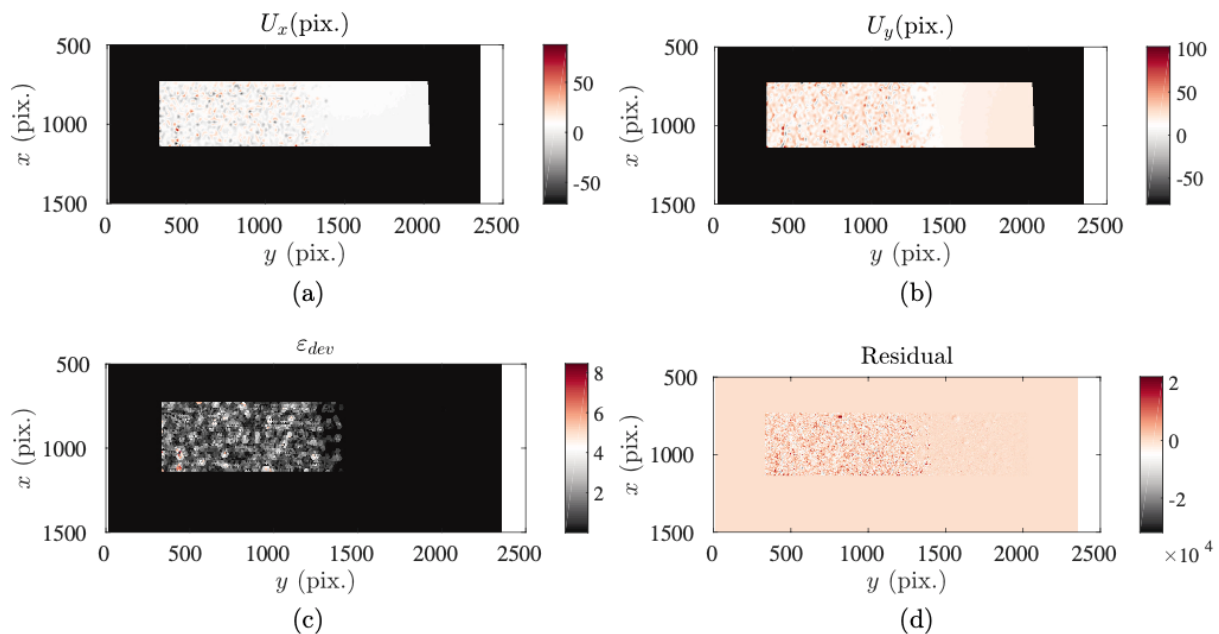 U_x(pix.)
500
1000
1500
x (pix.)
0 500 1000 1500 2000 2500
y (pix.)
50
0
-50
(a)
U_y(pix.)
500
1000
1500
x (pix.)
0 500 1000 1500 2000 2500
y (pix.)
100
50
0
-50
(b)
ε_dev
500
1000
1500
x (pix.)
0 500 1000 1500 2000 2500
y (pix.)
8
6
4
2
(c)
Residual
500
1000
1500
x (pix.)
0 500 1000 1500 2000 2500
y (pix.)
2
0
-2
×10 4
(d)